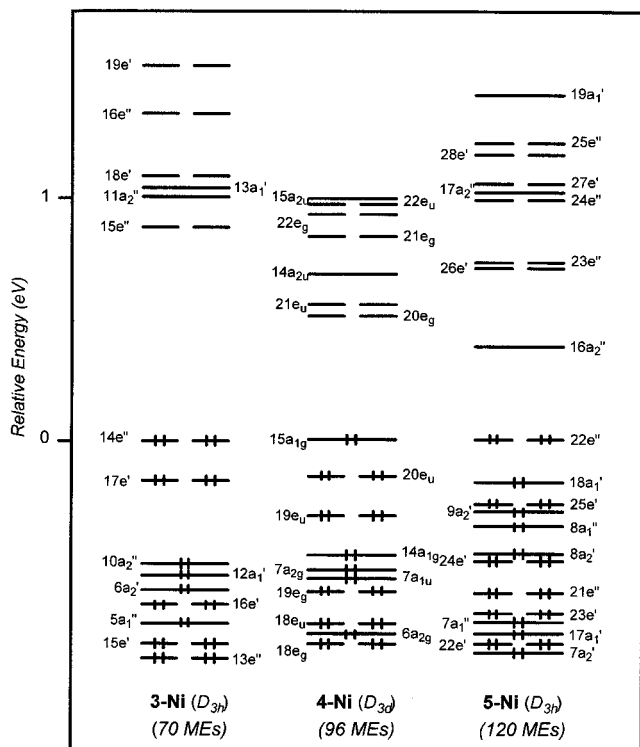 Relative Energy (eV)
1
0
19e'
16e''
18e'
13a1'
11a2''
15e''
14e''
17e'
10a2''
12a1'
6a2'
16e'
5a1''
15e'
13e''
3-Ni (D3h)
(70 MEs)
15a2u
22eu
22eg
21eg
14a2u
21eu
20eg
15a1g
20eu
19eu
14a1g
7a2g
7a1u
19eg
18eu
6a2g
18eg
4-Ni (D3d)
(96 MEs)
19a1'
25e''
28e'
27e'
17a2''
24e''
23e''
26e'
16a2''
22e''
18a1'
25e'
9a2'
8a1''
8a2'
24e'
21e''
23e'
7a1''
17a1'
22e'
7a2'
5-Ni (D3h)
(120 MEs)